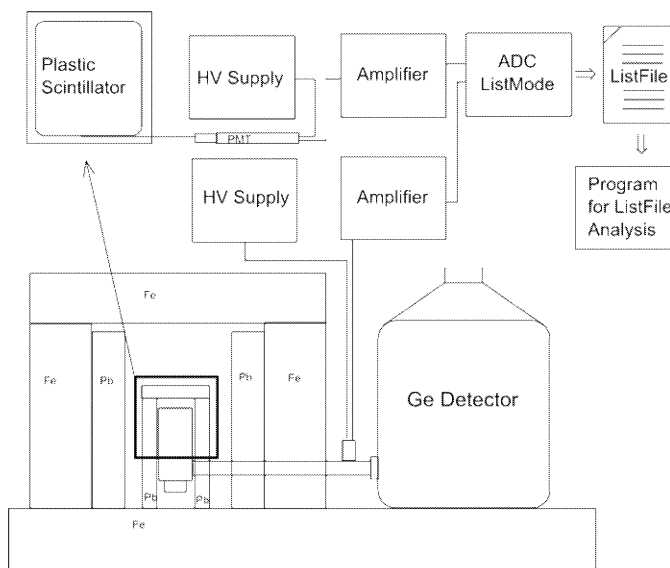 Plastic
Scintillator
HV Supply
Amplifier
ADC
ListMode
ListFile
PMT
HV Supply
Amplifier
Program
for ListFile
Analysis
Fe
Fe
Pb
Pb
Fe
Ge Detector
Pb
Pb
Fe